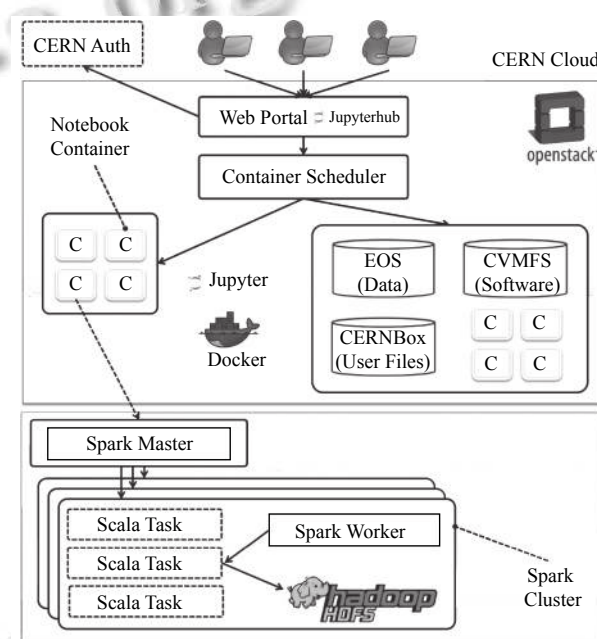 CERN Auth
CERN Cloud
Web Portal Jupyterhub
Notebook
Container
openstack
Container Scheduler
C C
C C
EOS
(Data)
CVMFS
(Software)
Jupyter
Docker
CERNBox
(User Files)
C C
C C
Spark Master
Scala Task
Spark Worker
Scala Task
Scala Task
hadoop
HDFS
Spark
Cluster